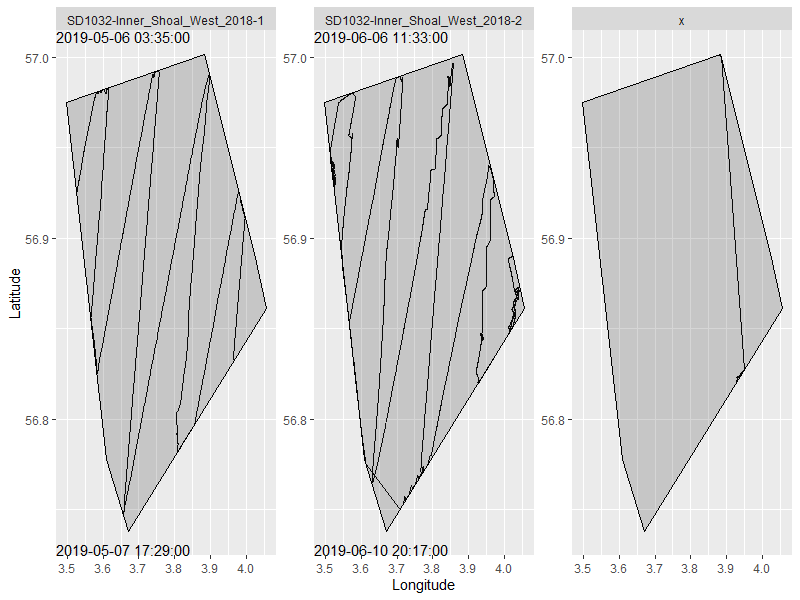 SD1032-Inner_Shoal_West_2018-1
SD1032-Inner_Shoal_West_2018-2
x
2019-05-06 03:35:00
2019-06-06 11:33:00
57.0
56.9
56.8
57.0
56.9
56.8
57.0
56.9
56.8
Latitude
2019-05-07 17:29:00
2019-06-10 20:17:00
3.5 3.6 3.7 3.8 3.9 4.0
3.5 3.6 3.7 3.8 3.9 4.0
3.5 3.6 3.7 3.8 3.9 4.0
Longitude